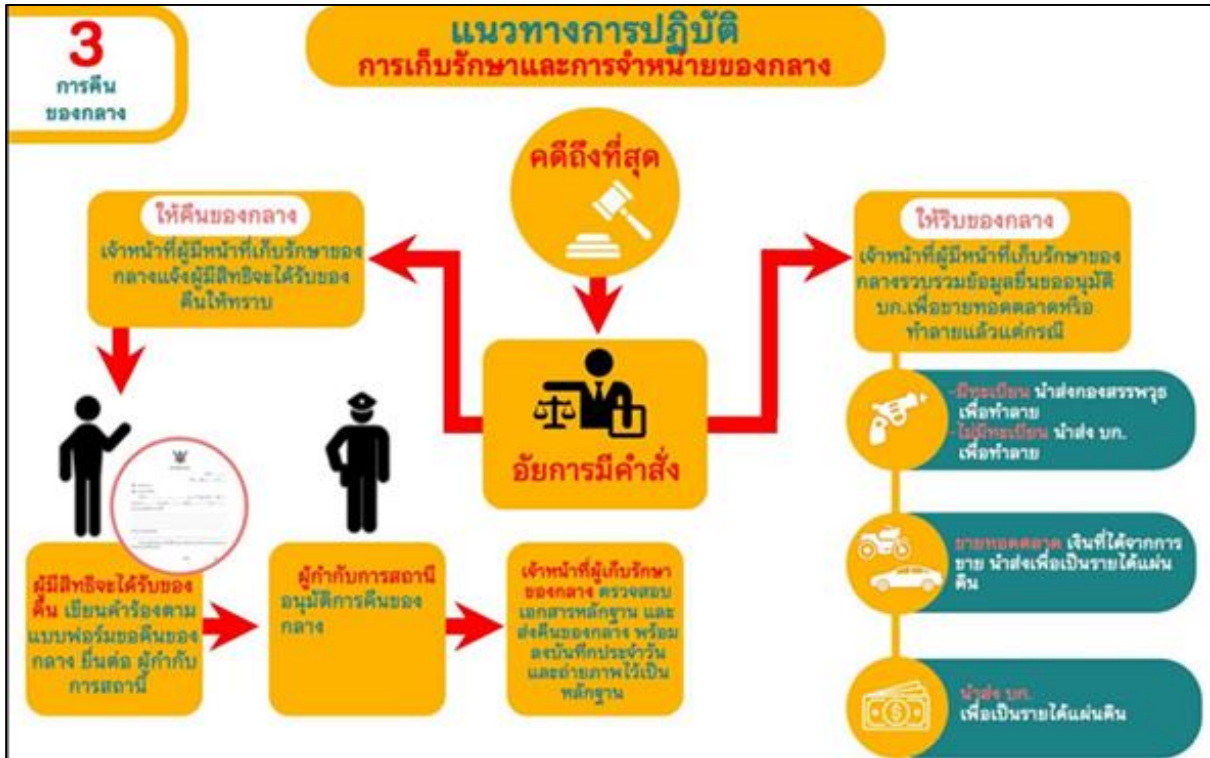 3
การคืน
ของกลาง
แนวทางการปฏิบัติ
การเก็บรักษาและการจำหน่ายของกลาง
คดีถึงที่สุด
ให้คืนของกลาง
เจ้าหน้าที่ผู้มีหน้าที่เก็บรักษาของ
กลางแจ้งผู้มีสิทธิจะได้รับของ
คืนให้ทราบ
ให้ริบของกลาง
เจ้าหน้าที่ผู้มีหน้าที่เก็บรักษาของ
กลางรวบรวมข้อมูลยื่นขออนุมัติ
บก.เพื่อขายทอดตลาดหรือ
ทำลายแล้วแต่กรณี
อัยการมีคำสั่ง
-มีทะเบียน นำส่งกองสรรพวุธ
เพื่อทำลาย
-ไม่มีทะเบียน นำส่ง บก.
เพื่อทำลาย
ขายทอดตลาด เงินที่ได้จากการ
ขาย นำส่งเพื่อเป็นรายได้แผ่น
ดิน
นำส่ง บก.
เพื่อเป็นรายได้แผ่นดิน
ผู้มีสิทธิจะได้รับของ
คืน เขียนคำร้องตาม
แบบฟอร์มขอคืนของ
กลาง ยื่นต่อ ผู้กำกับ
การสถานี
ผู้กำกับการสถานี
อนุมัติการคืนของ
กลาง
เจ้าหน้าที่ผู้เก็บรักษา
ของกลาง ตรวจสอบ
เอกสารหลักฐาน และ
ส่งคืนของกลาง พร้อม
ลงบันทึกประจำวัน
และถ่ายภาพไว้เป็น
หลักฐาน